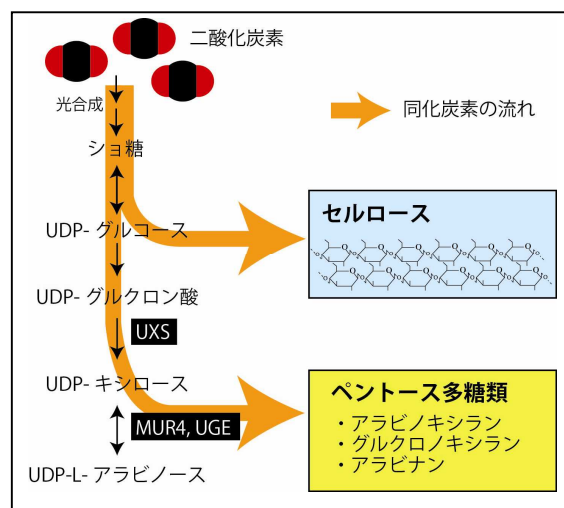 二酸化炭素
光合成
同化炭素の流れ
ショ糖
セルロース
UDP- グルコース
UDP- グルクロン酸
UXS
UDP- キシロース
ペントース多糖類
・アラビノキシラン
MUR4, UGE
・グルクロノキシラン
・アラビナン
UDP-L- アラビノース